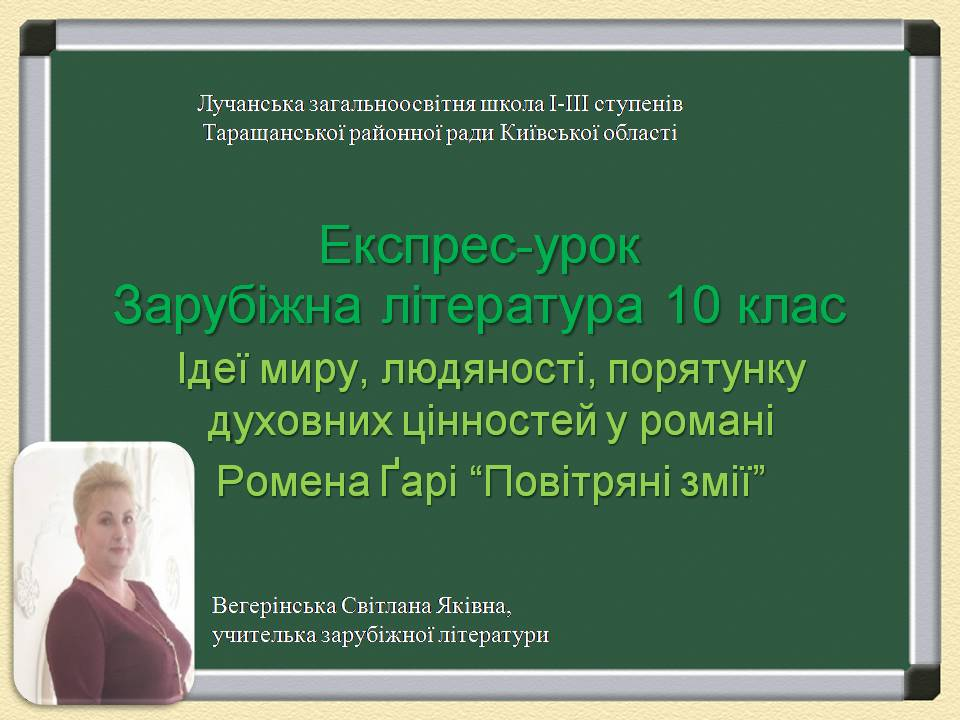 Лучанська загальноосвітня школа І-ІІІ ступенів
Таращанської районної ради Київської області
Експрес-урок
Зарубіжна література 10 клас
Ідеї миру, людяності, порятунку
духовних цінностей у романі
Ромена Ґарі “Повітряні змії”
Вегерінська Світлана Яківна,
учителька зарубіжної літератури